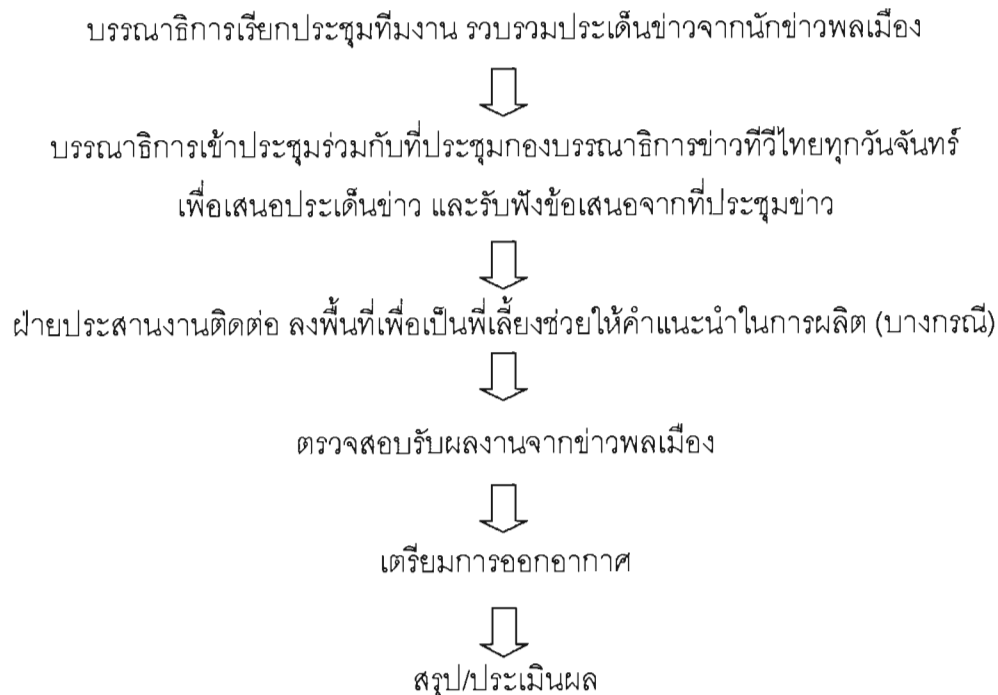 บรรณาธิการเรียกประชุมทีมงาน รวบรวมประเด็นข่าวจากนักข่าวพลเมือง
บรรณาธิการเข้าประชุมร่วมกับที่ประชุมกองบรรณาธิการข่าวทีวีไทยทุกวันจันทร์
เพื่อเสนอประเด็นข่าว และรับฟังข้อเสนอจากที่ประชุมข่าว
ฝ่ายประสานงานติดต่อ ลงพื้นที่เพื่อเป็นพี่เลี้ยงช่วยให้คำแนะนำในการผลิต (บางกรณี)
ตรวจสอบรับผลงานจากข่าวพลเมือง
เตรียมการออกอากาศ
สรุป/ประเมินผล